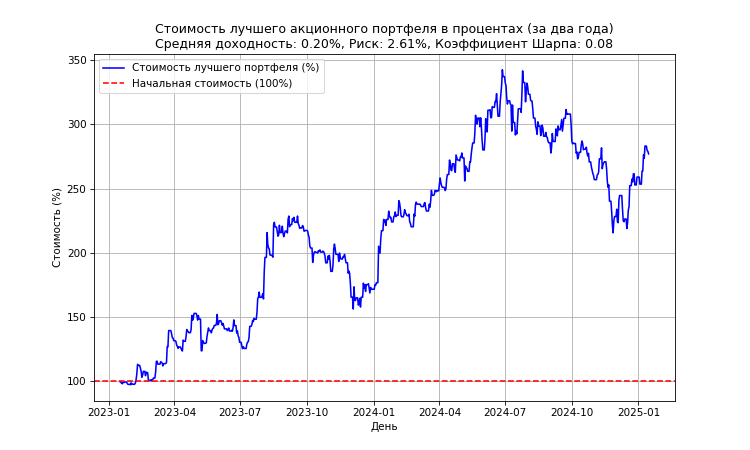 Стоимость лучшего акционного портфеля в процентах (за два года)
Средняя доходность: 0.20%, Риск: 2.61%, Коэффициент Шарпа: 0.08
Стоимость лучшего портфеля (%)
Начальная стоимость (100%)
Стоимость (%)
350
300
250
200
150
100
2023-01 2023-04 2023-07 2023-10 2024-01 2024-04 2024-07 2024-10 2025-01
День